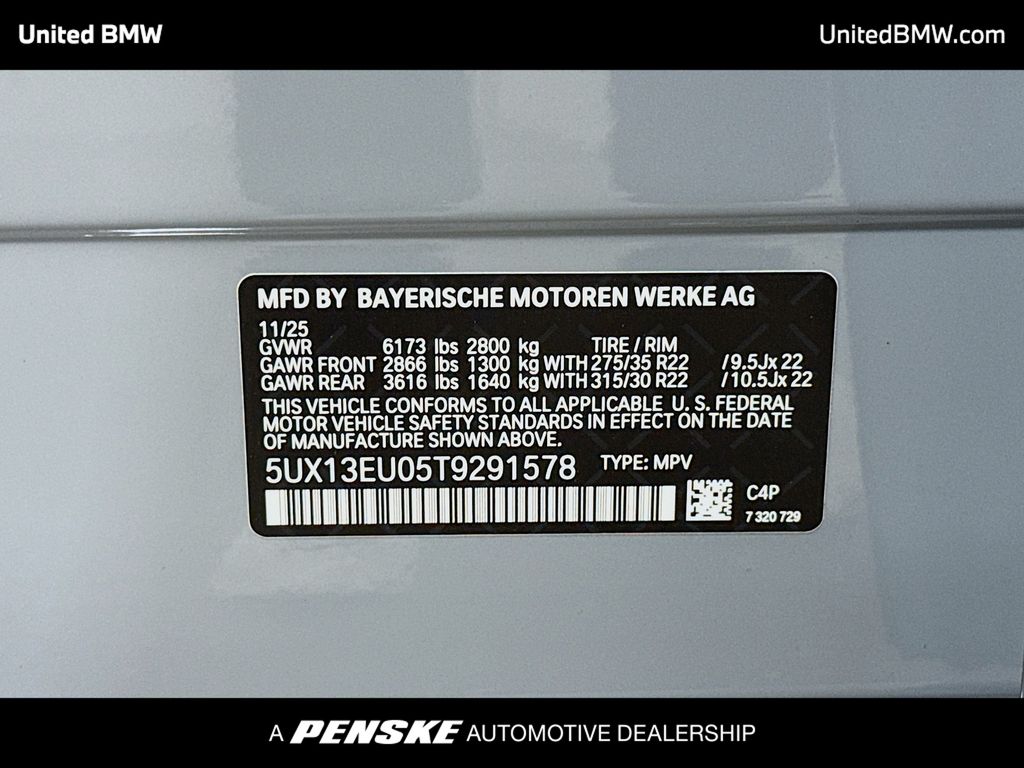 United BMW
UnitedBMW.com
MFD BY BAYERISCHE MOTOREN WERKE AG
11/25
GVWR 6173 lbs 2800 kg TIRE / RIM
GAWR FRONT 2866 lbs 1300 kg WITH 275/35 R22 /9.5Jx 22
GAWR REAR 3616 lbs 1640 kg WITH 315/30 R22 /10.5Jx 22
THIS VEHICLE CONFORMS TO ALL APPLICABLE U. S. FEDERAL
MOTOR VEHICLE SAFETY STANDARDS IN EFFECT ON THE DATE
OF MANUFACTURE SHOWN ABOVE.
5UX13EU05T9291578 TYPE: MPV
C4P
7 320 729
A PENSKE AUTOMOTIVE DEALERSHIP